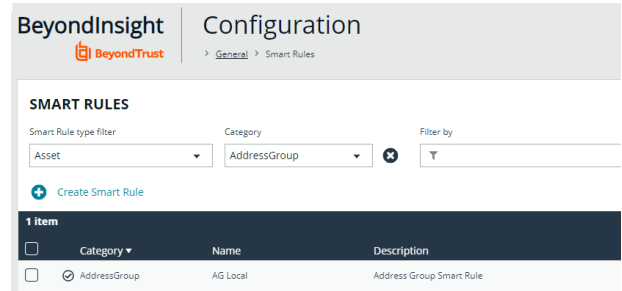 BeyondInsight
BeyondTrust
Configuration
> General > Smart Rules
SMART RULES
Smart Rule type filter Category Filter by
Asset AddressGroup
Create Smart Rule
1 item
Category Name Description
AddressGroup AG Local Address Group Smart Rule